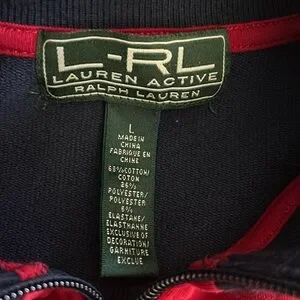 L-RL
LAUREN ACTIVE
RALPH LAUREN
L
MADE IN
CHINA
FABRIQUE EN
CHINE
68% COTTON/
COTON
26%
POLYESTER/
POLYESTER
6%
ELASTANE/
ELASTHANNE
EXCLUSIVE OF
DECORATION/
GARNITURE
EXCLUE